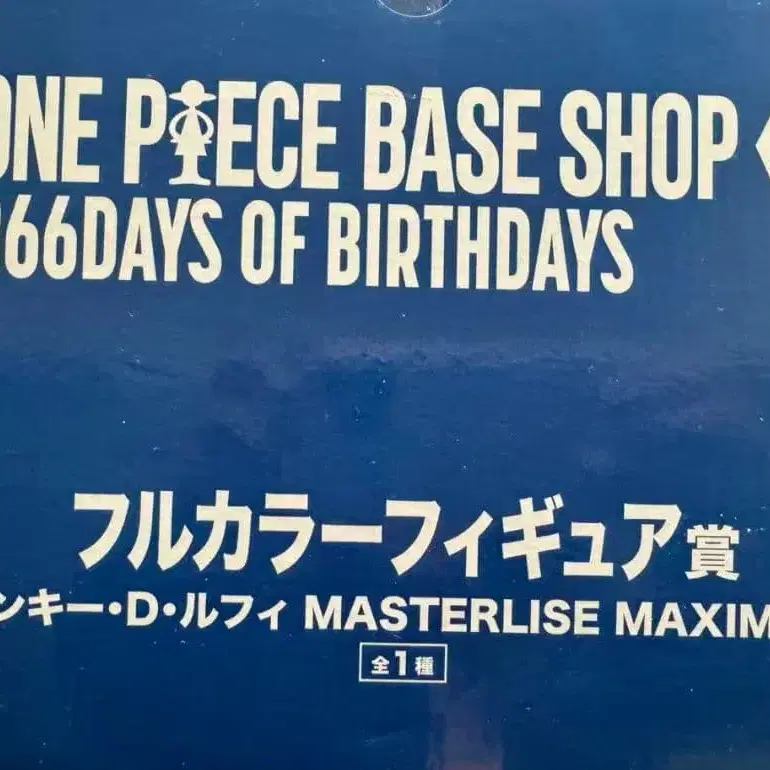 ONE PIECE BASE SHOP
66DAYS OF BIRTHDAYS
フルカラーフィギュア賞
ンキー・D・ルフィ MASTERLISE MAXIM
全1種